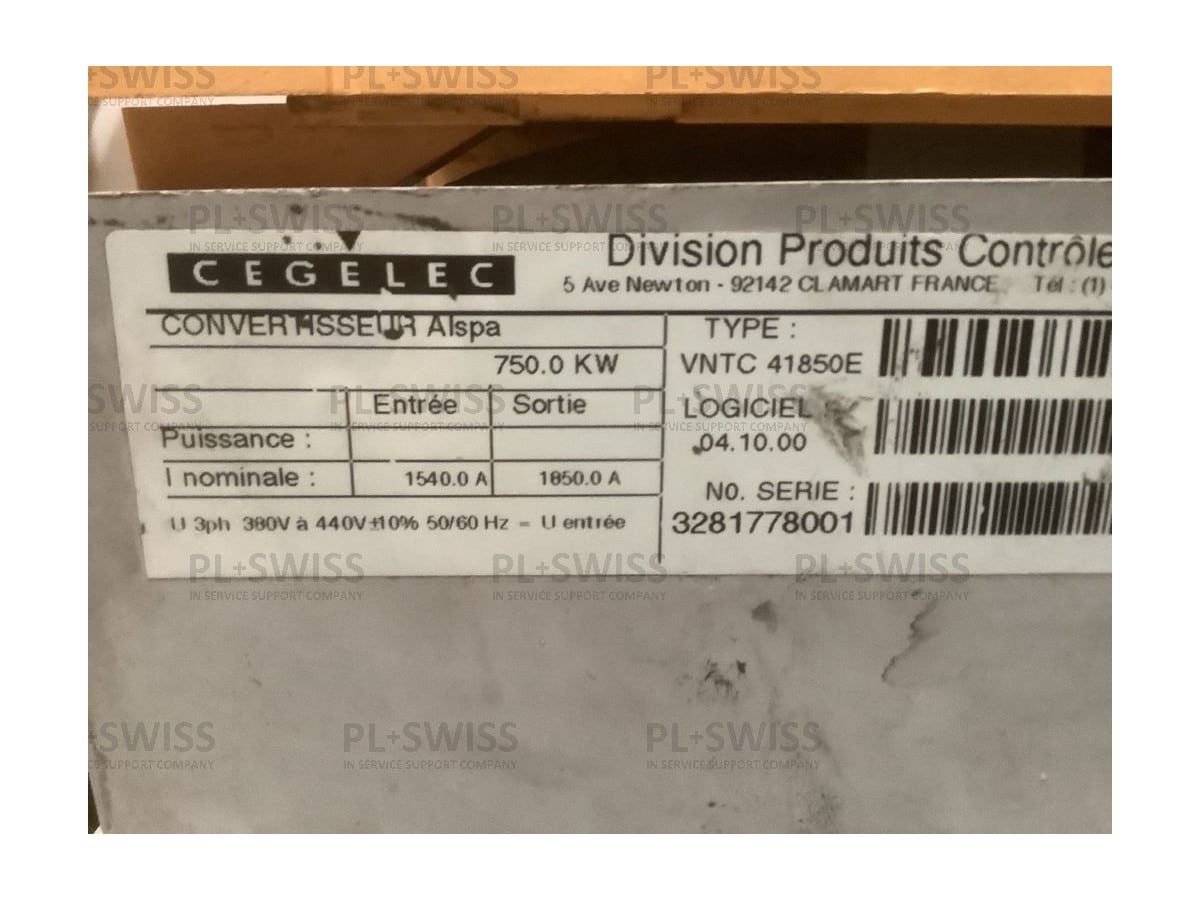 CEGELEC
Division Produits Contrôle
5 Ave Newton - 92142 CLAMART FRANCE Tél : (1)
CONVERTISSEUR Alspa
750.0 KW
Entrée Sortie
Puissance :
I nominale : 1540.0 A 1850.0 A
U 3ph 380V à 440V±10% 50/60 Hz = U entrée
TYPE :
VNTC 41850E
LOGICIEL
04.10.00
N0. SERIE :
3281778001
PL+SWISS
IN SERVICE SUPPORT COMPANY